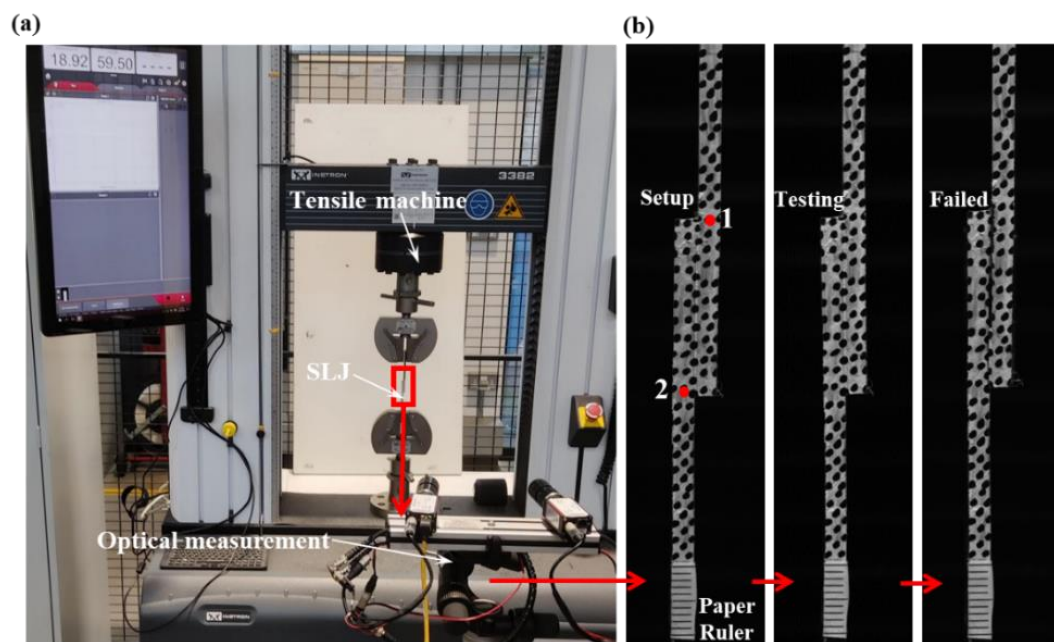 (a)
(b)
18.92 59.50
INSTRON 3382
Tensile machine
SLJ
Optical measurement
INSTRON
Setup
Testing
Failed
1
2
Paper
Ruler